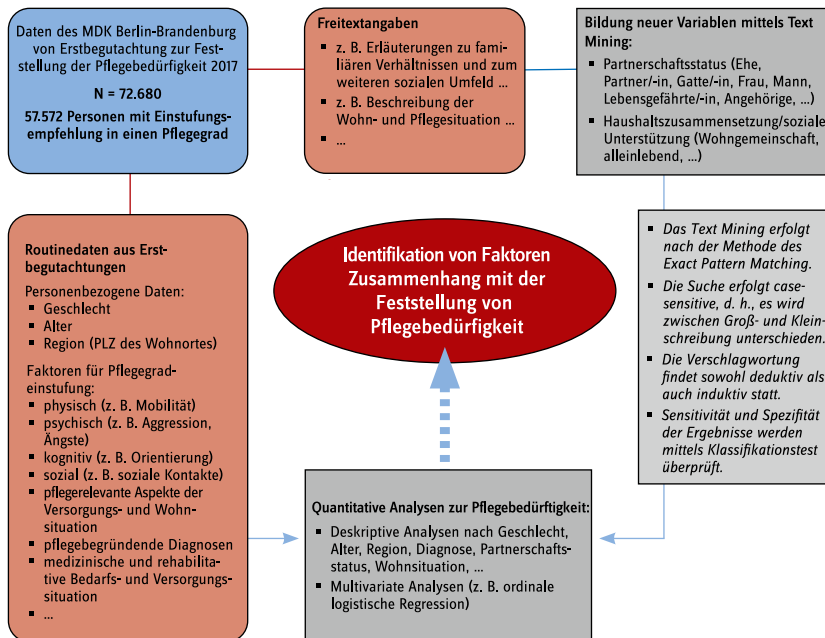 Daten des MDK Berlin-Brandenburg
von Erstbegutachtung zur Fest-
stellung der Pflegebedürfigkeit 2017
N = 72.680
57.572 Personen mit Einstufungs-
empfehlung in einen Pflegegrad
Freitextangaben
▪ z. B. Erläuterungen zu fami-
liären Verhältnissen und zum
weiteren sozialen Umfeld ...
▪ z. B. Beschreibung der
Wohn- und Pflegesituation ...
▪ ...
Bildung neuer Variablen mittels Text
Mining:
▪ Partnerschaftsstatus (Ehe,
Partner/-in, Gatte/-in, Frau, Mann,
Lebensgefährte/-in, Angehörige, ...)
▪ Haushaltszusammensetzung/soziale
Unterstützung (Wohngemeinschaft,
alleinlebend, ...)
Routinedaten aus Erst-
begutachtungen
Personenbezogene Daten:
▪ Geschlecht
▪ Alter
▪ Region (PLZ des Wohnortes)
Faktoren für Pflegegrad-
einstufung:
▪ physisch (z. B. Mobilität)
▪ psychisch (z. B. Aggression,
Ängste)
▪ kognitiv (z. B. Orientierung)
▪ sozial (z. B. soziale Kontakte)
▪ pflegerelevante Aspekte der
Versorgungs- und Wohn-
situation
▪ pflegebegründende Diagnosen
▪ medizinische und rehabilita-
tive Bedarfs- und Versorgungs-
situation
▪ ...
Identifikation von Faktoren
Zusammenhang mit der
Feststellung von
Pflegebedürfigkeit
▪ Das Text Mining erfolgt
nach der Methode des
Exact Pattern Matching.
▪ Die Suche erfolgt case-
sensitive, d. h., es wird
zwischen Groß- und Klein-
schreibung unterschieden.
▪ Die Verschlagwortung
findet sowohl deduktiv als
auch induktiv statt.
▪ Sensitivität und Spezifität
der Ergebnisse werden
mittels Klassifikationstest
überprüft.
Quantitative Analysen zur Pflegebedürftigkeit:
▪ Deskriptive Analysen nach Geschlecht,
Alter, Region, Diagnose, Partnerschafts-
status, Wohnsituation, ...
▪ Multivariate Analysen (z. B. ordinale
logistische Regression)